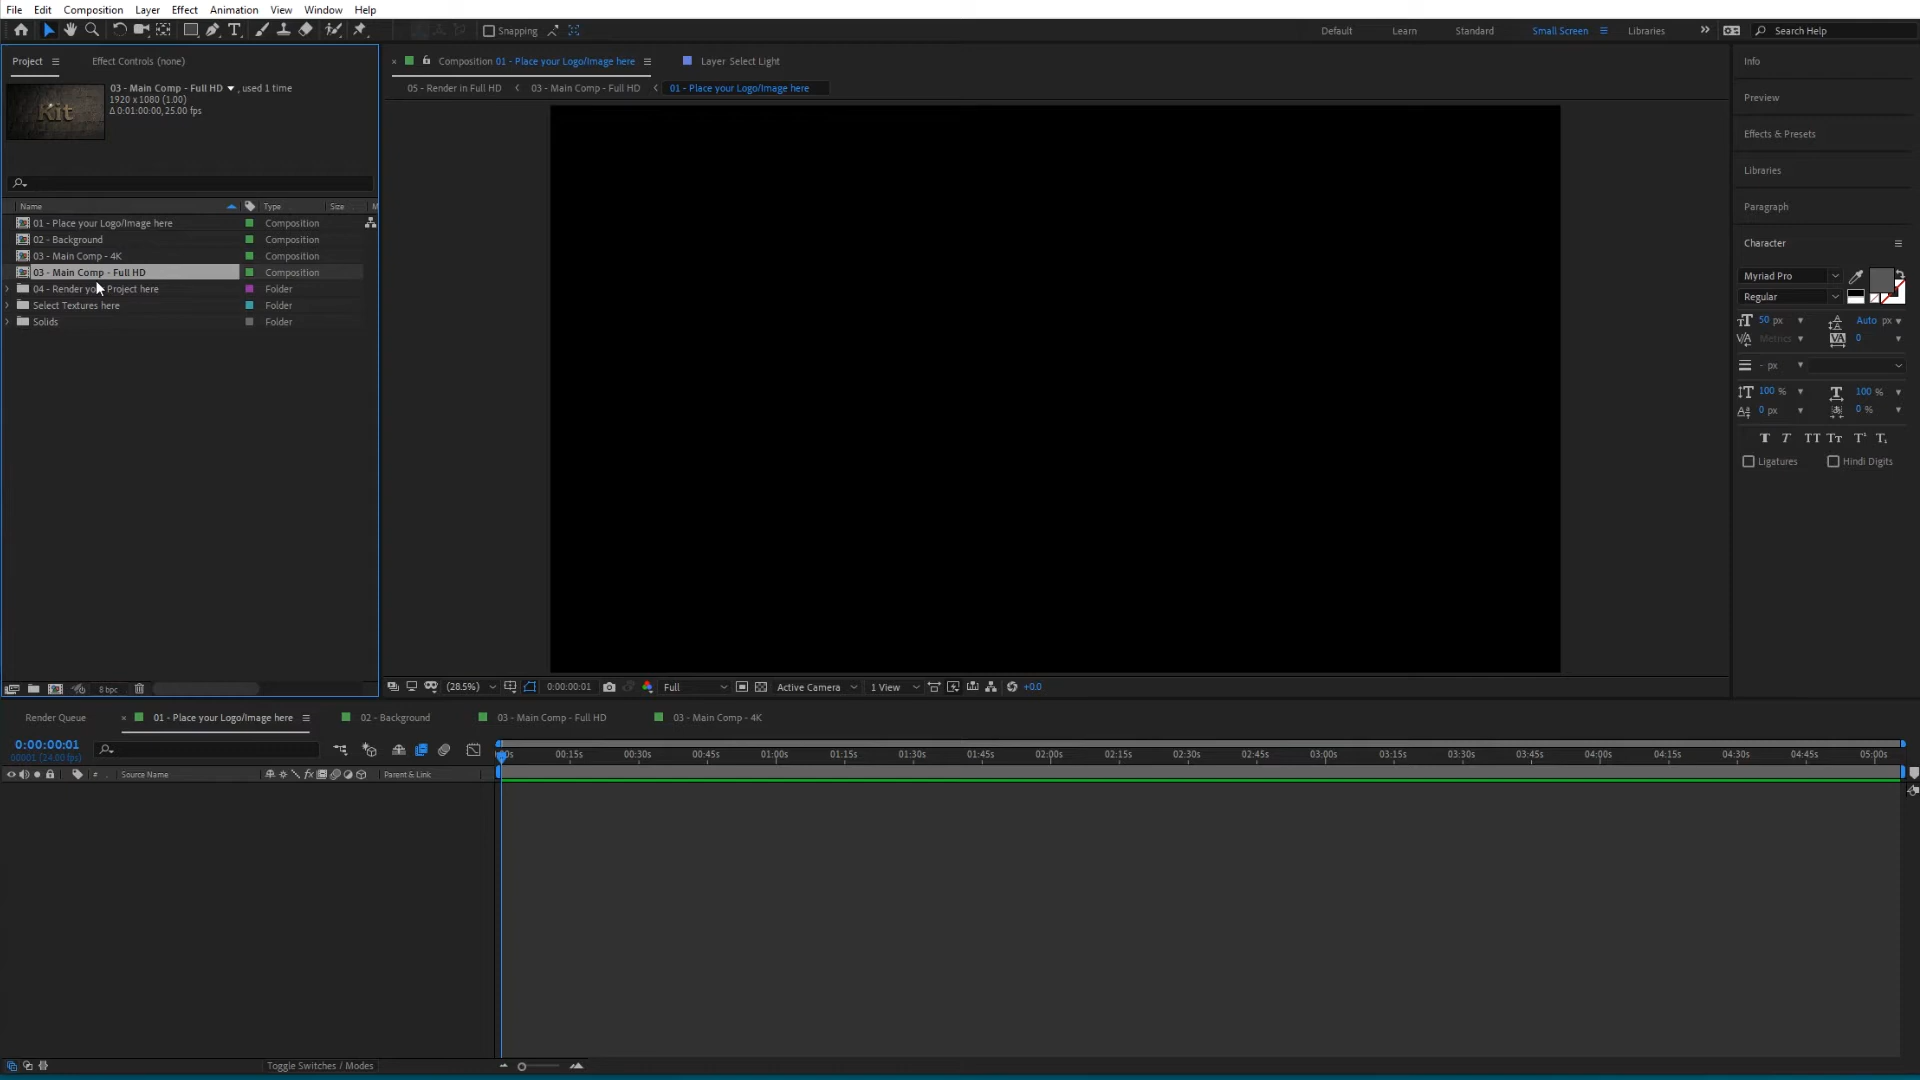 File Edit Composition Layer Effect Animation View Window Help
Snapping Default Learn Standard Small Screen Libraries Search Help
Project Effect Controls (none)
Composition 01 - Place your Logo/Image here Layer Select Light
Info
03 - Main Comp - Full HD , used 1 time
1920 x 1080 (1.00)
Δ 0:01:00:00, 25.00 fps
05 - Render in Full HD 03 - Main Comp - Full HD 01 - Place your Logo/Image here
Kit
Preview
Effects & Presets
Libraries
Paragraph
Name Type Size
01 - Place your Logo/Image here Composition
02 - Background Composition
03 - Main Comp - 4K Composition
03 - Main Comp - Full HD Composition
04 - Render yo Project here Folder
Select Textures here Folder
Solids Folder
Character
Myriad Pro
Regular
50 px Auto px
Metrics 0
- px
100 % 100 %
0 px 0 %
T T TT Tt T¹ T₁
Ligatures Hindi Digits
8 bpc
(28.5%) 0:00:00:01 Full Active Camera 1 View +0.0
Render Queue 01 - Place your Logo/Image here 02 - Background 03 - Main Comp - Full HD 03 - Main Comp - 4K
0:00:00:01
00001 (24.00 fps)
00s 00:15s 00:30s 00:45s 01:00s 01:15s 01:30s 01:45s 02:00s 02:15s 02:30s 02:45s 03:00s 03:15s 03:30s 03:45s 04:00s 04:15s 04:30s 04:45s 05:00s
# Source Name Parent & Link
Toggle Switches / Modes